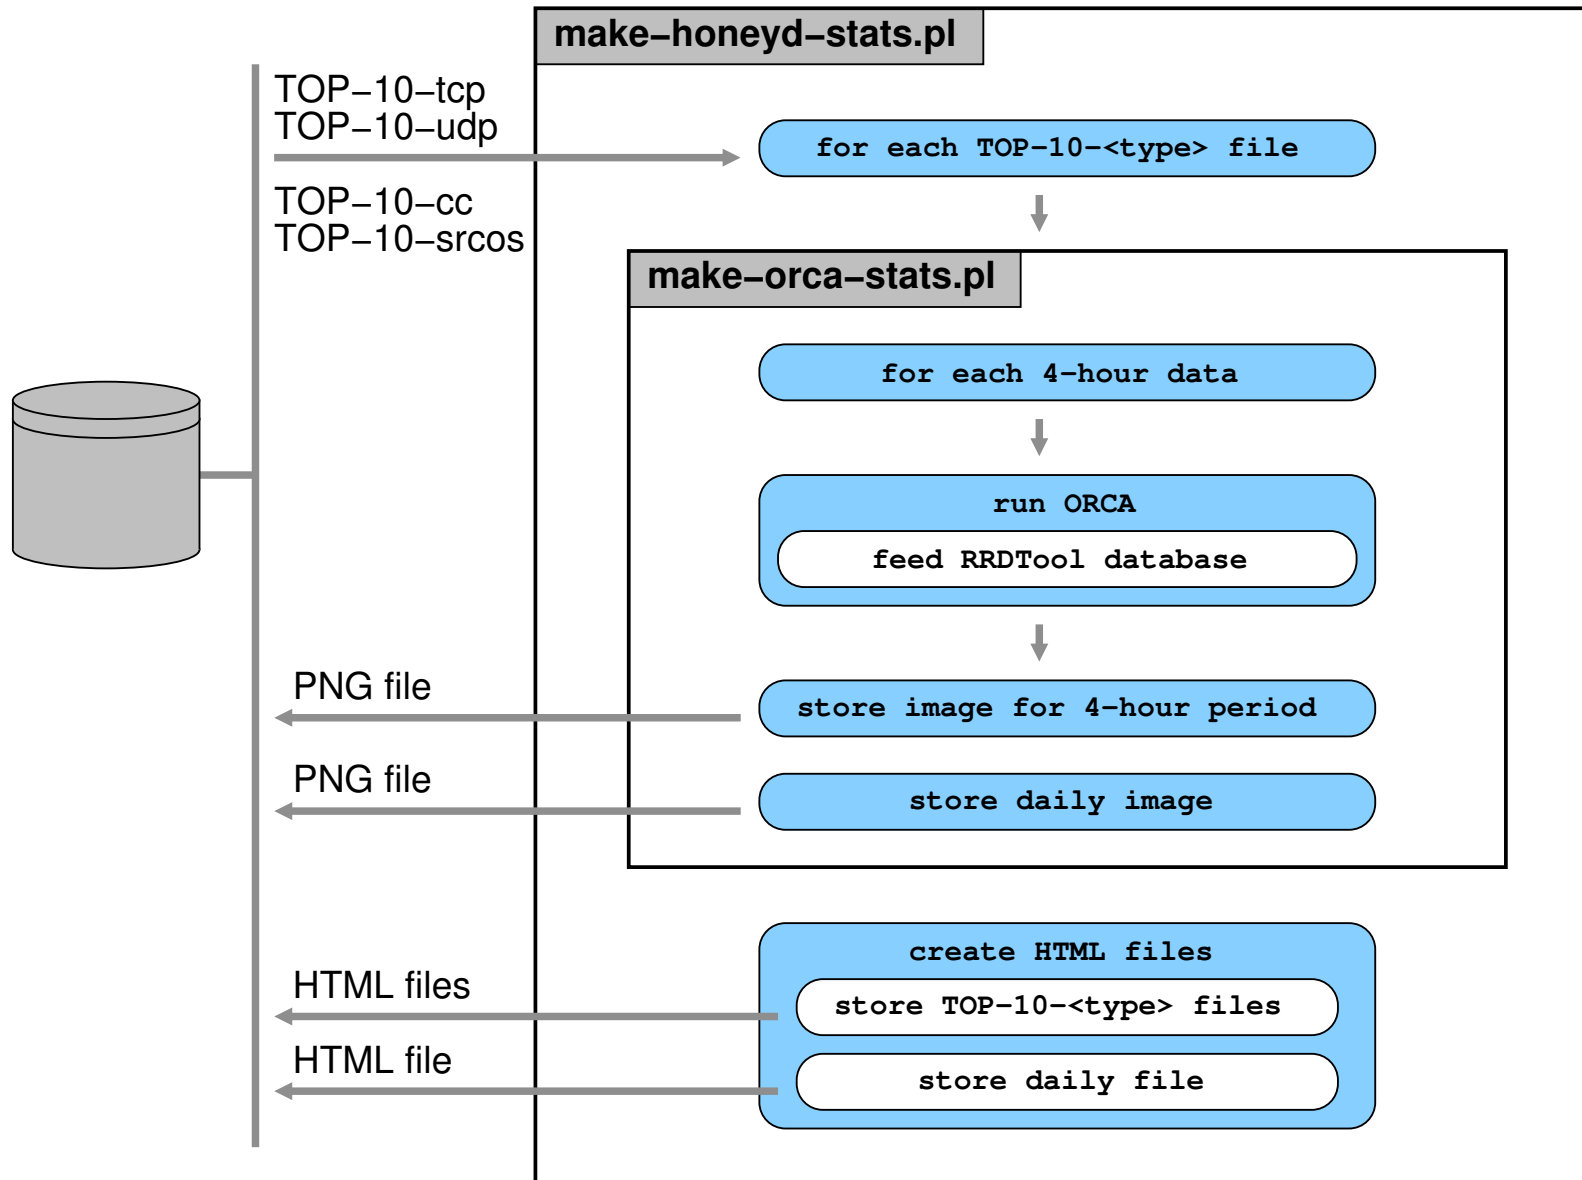 make−honeyd−stats.pl
TOP−10−tcp
TOP−10−udp
for each TOP−10−<type> file
TOP−10−cc
TOP−10−srcos
make−orca−stats.pl
for each 4−hour data
run ORCA
feed RRDTool database
PNG file
store image for 4−hour period
PNG file
store daily image
create HTML files
HTML files
store TOP−10−<type> files
HTML file
store daily file